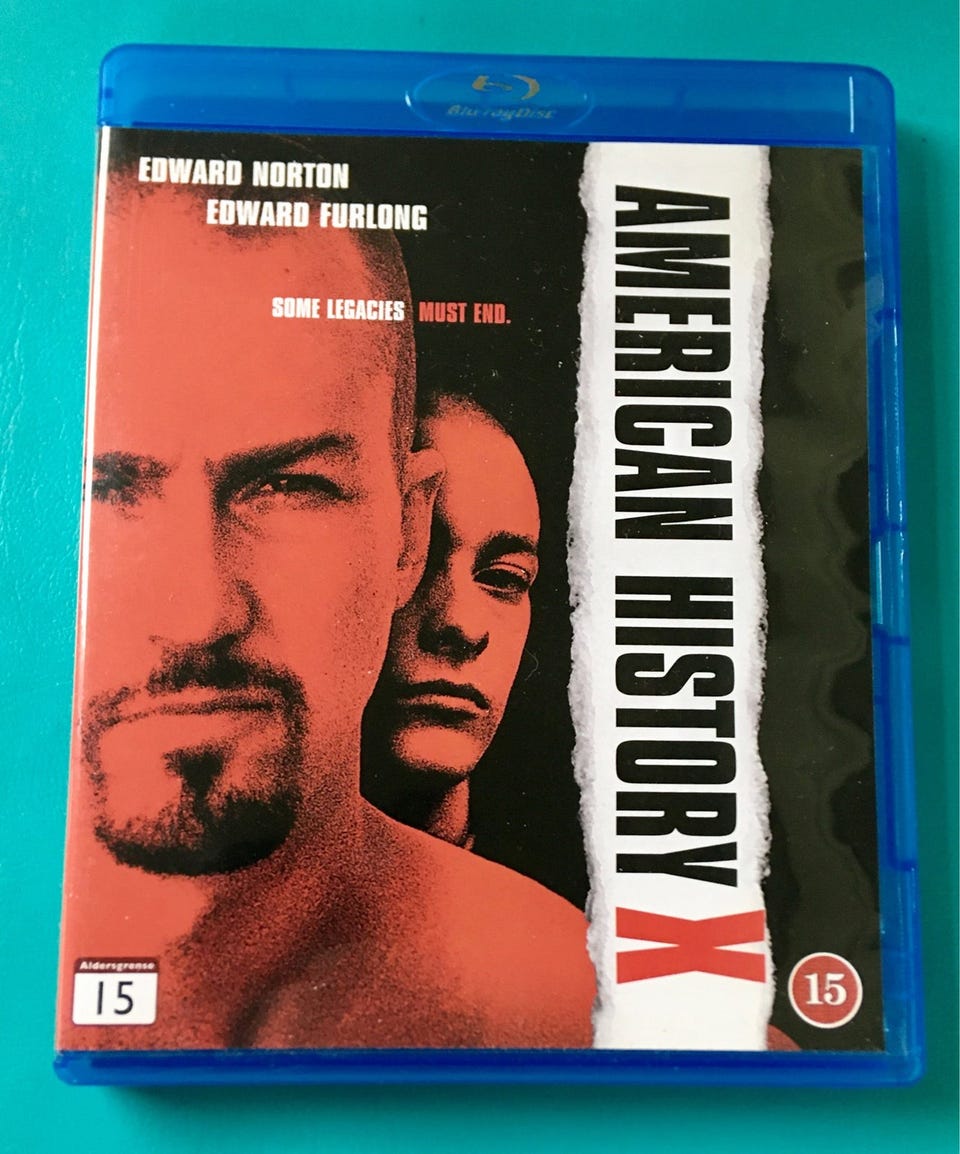 Blu-ray Disc
EDWARD NORTON
EDWARD FURLONG
SOME LEGACIES MUST END.
AMERICAN HISTORY X
Aldersgrense
15
15